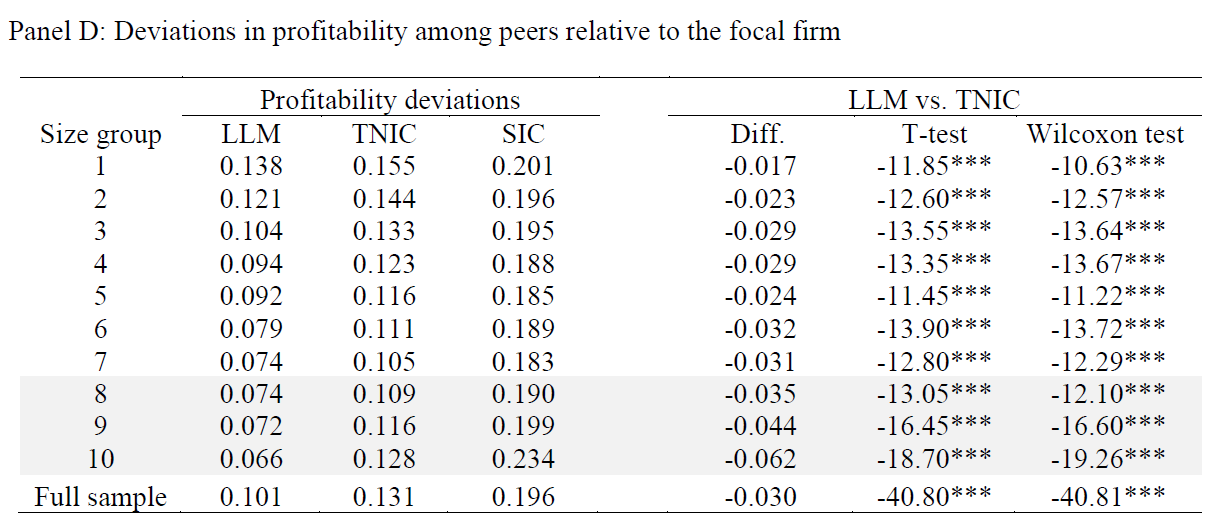 Panel D: Deviations in profitability among peers relative to the focal firm
Profitability deviations LLM vs. TNIC
Size group LLM TNIC SIC Diff. T-test Wilcoxon test
1 0.138 0.155 0.201 -0.017 -11.85*** -10.63***
2 0.121 0.144 0.196 -0.023 -12.60*** -12.57***
3 0.104 0.133 0.195 -0.029 -13.55*** -13.64***
4 0.094 0.123 0.188 -0.029 -13.35*** -13.67***
5 0.092 0.116 0.185 -0.024 -11.45*** -11.22***
6 0.079 0.111 0.189 -0.032 -13.90*** -13.72***
7 0.074 0.105 0.183 -0.031 -12.80*** -12.29***
8 0.074 0.109 0.190 -0.035 -13.05*** -12.10***
9 0.072 0.116 0.199 -0.044 -16.45*** -16.60***
10 0.066 0.128 0.234 -0.062 -18.70*** -19.26***
Full sample 0.101 0.131 0.196 -0.030 -40.80*** -40.81***